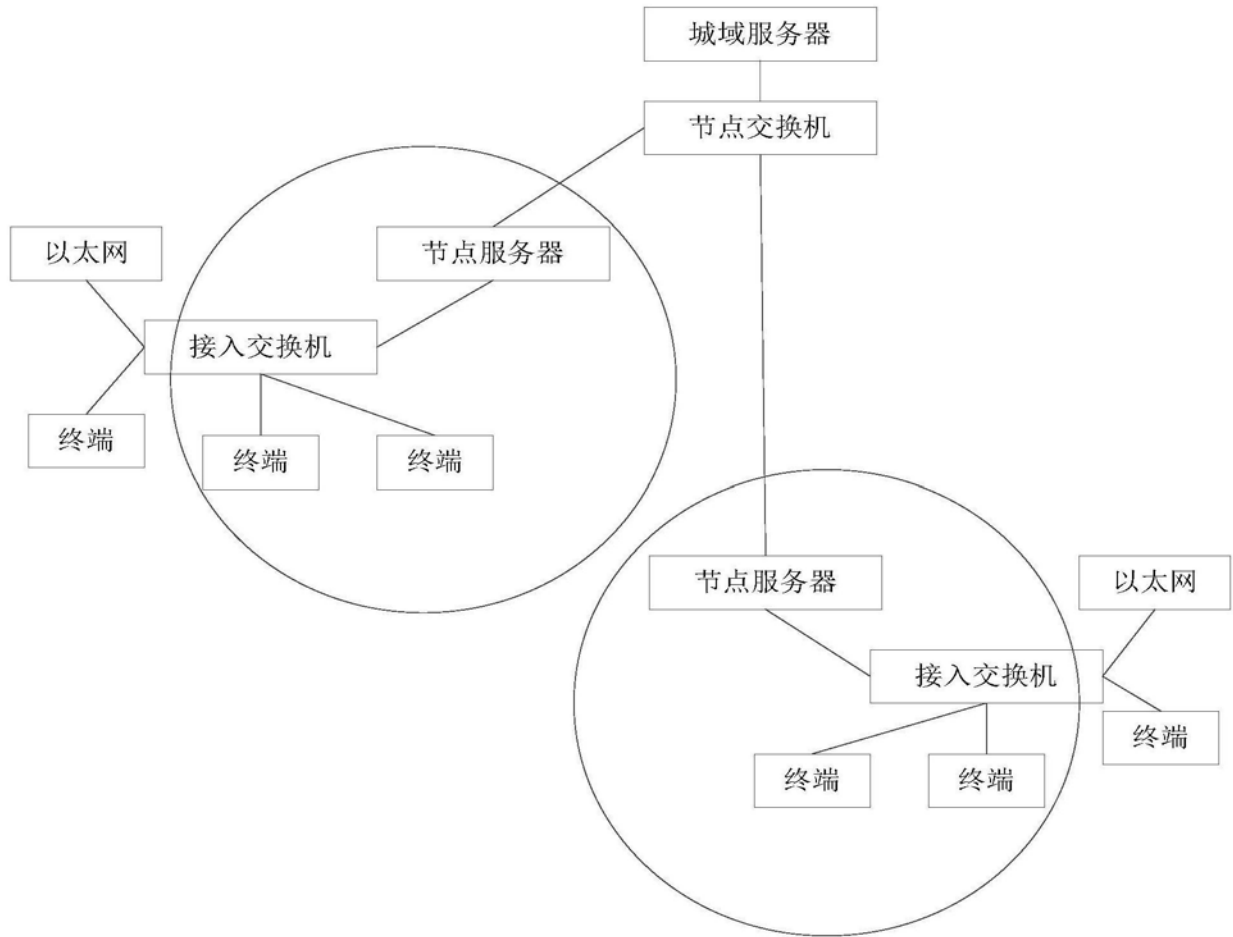 城域服务器
节点交换机
以太网
节点服务器
接入交换机
终端
终端
终端
节点服务器
以太网
接入交换机
终端
终端
终端